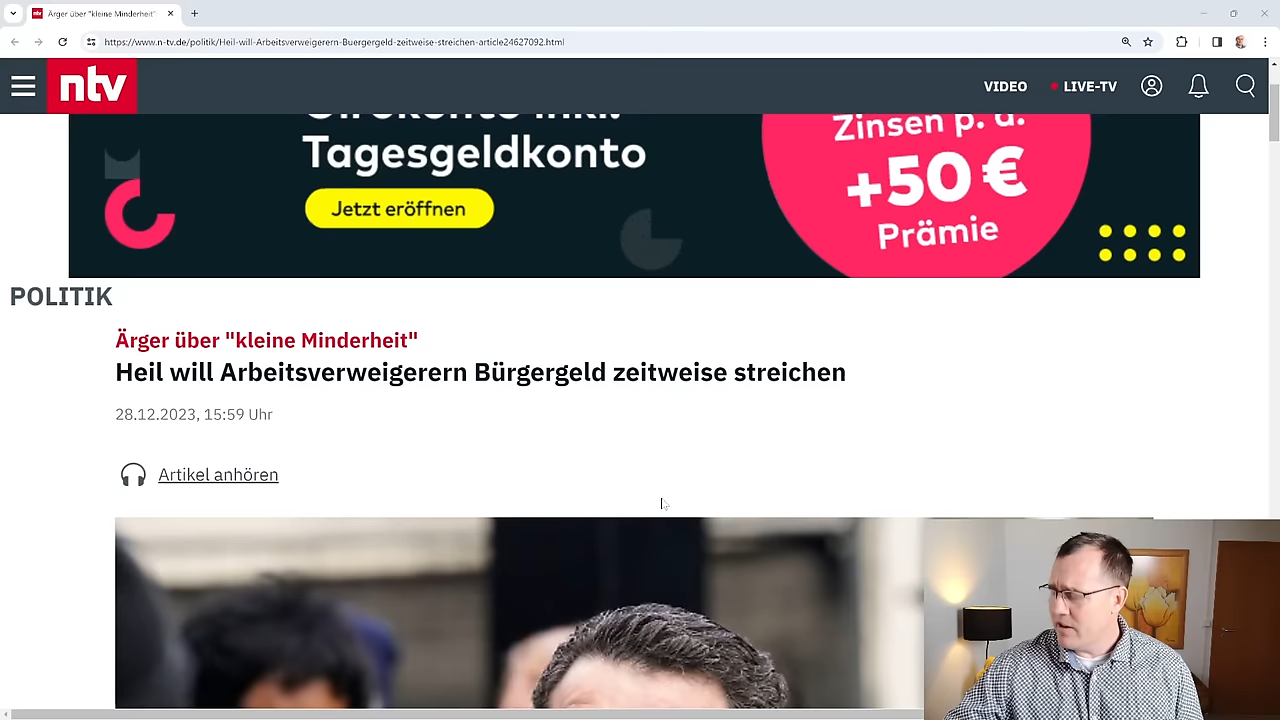 Ärger über "kleine Minderheit"
https://www.n-tv.de/politik/Heil-will-Arbeitsverweigerern-Buergergeld-zeitweise-streichen-article24627092.html
ntv
VIDEO
LIVE-TV
Girokonto inkl.
Tagesgeldkonto
Jetzt eröffnen
Zinsen p. a.
+50 €
Prämie
POLITIK
Ärger über "kleine Minderheit"
Heil will Arbeitsverweigerern Bürgergeld zeitweise streichen
28.12.2023, 15:59 Uhr
Artikel anhören